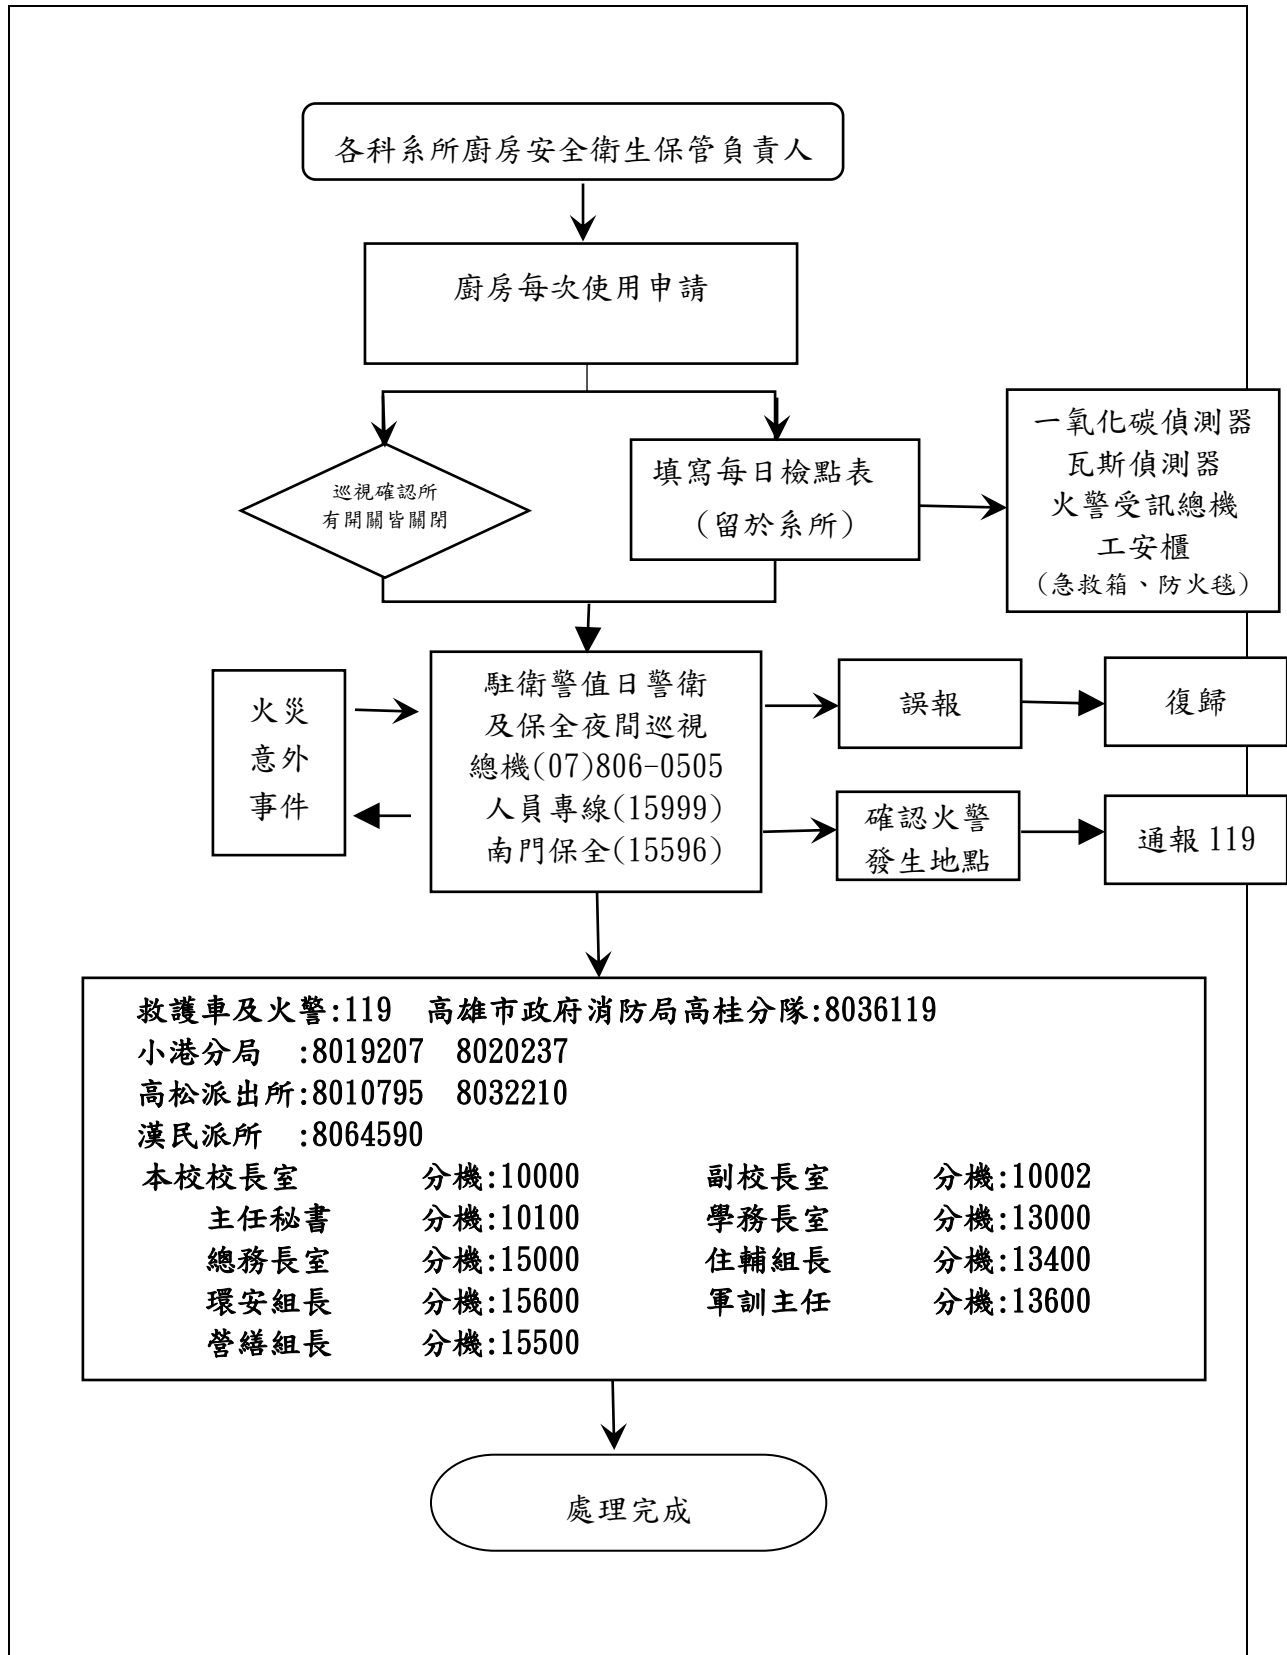 各科系所廚房安全衛生保管負責人
廚房每次使用申請
巡視確認所
有開關皆關閉
填寫每日檢點表
（留於系所）
一氧化碳偵測器
瓦斯偵測器
火警受訊總機
工安櫃
（急救箱、防火毯）
火災
意外
事件
駐衛警值日警衛
及保全夜間巡視
總機(07)806-0505
人員專線(15999)
南門保全(15596)
誤報
復歸
確認火警
發生地點
通報 119
救護車及火警:119 高雄市政府消防局高桂分隊:8036119
小港分局 :8019207 8020237
高松派出所:8010795 8032210
漢民派所 :8064590
本校校長室 分機:10000 副校長室 分機:10002
主任秘書 分機:10100 學務長室 分機:13000
總務長室 分機:15000 住輔組長 分機:13400
環安組長 分機:15600 軍訓主任 分機:13600
營繕組長 分機:15500
處理完成